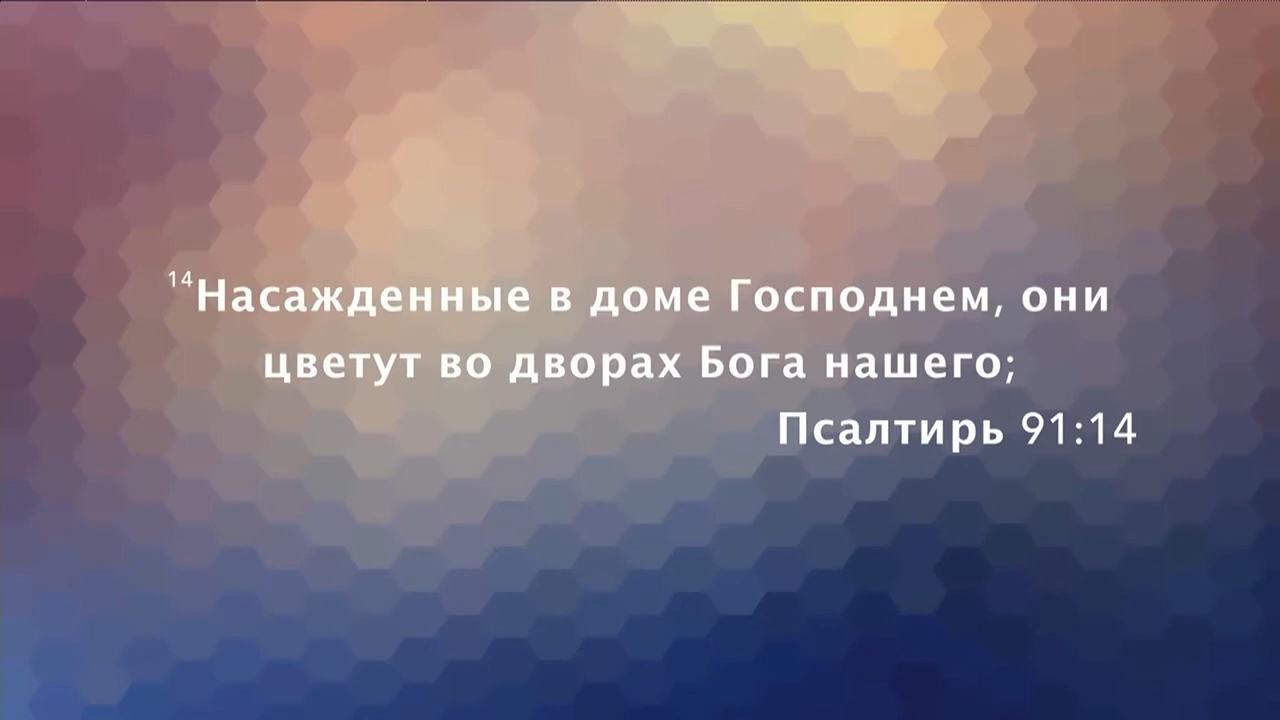 14Насажденные в доме Господнем, они
цветут во дворах Бога нашего;
Псалтирь 91:14